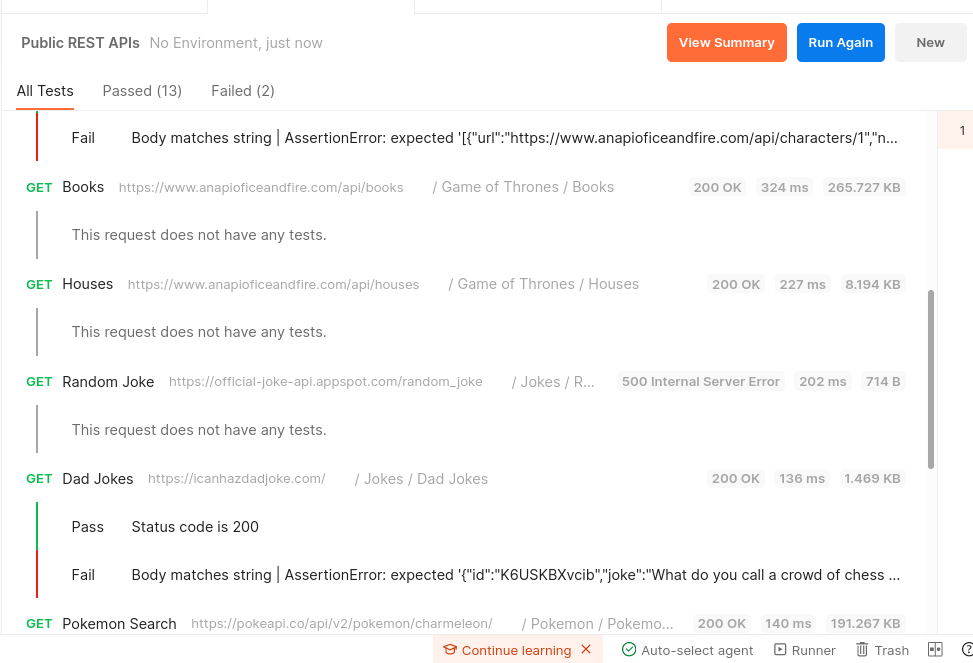 Public REST APIs No Environment, just now View Summary Run Again New
All Tests Passed (13) Failed (2)
1
Fail Body matches string | AssertionError: expected '[{"url":"https://www.anapioficeandfire.com/api/characters/1","n...
GET Books https://www.anapioficeandfire.com/api/books / Game of Thrones / Books 200 OK 324 ms 265.727 KB
This request does not have any tests.
GET Houses https://www.anapioficeandfire.com/api/houses / Game of Thrones / Houses 200 OK 227 ms 8.194 KB
This request does not have any tests.
GET Random Joke https://official-joke-api.appspot.com/random_joke / Jokes / R... 500 Internal Server Error 202 ms 714 B
This request does not have any tests.
GET Dad Jokes https://icanhazdadjoke.com/ / Jokes / Dad Jokes 200 OK 136 ms 1.469 KB
Pass Status code is 200
Fail Body matches string | AssertionError: expected '{"id":"K6USKBXvcib","joke":"What do you call a crowd of chess ...
GET Pokemon Search https://pokeapi.co/api/v2/pokemon/charmeleon/ / Pokemon / Pokemo... 200 OK 140 ms 191.267 KB
Continue learning Auto-select agent Runner Trash